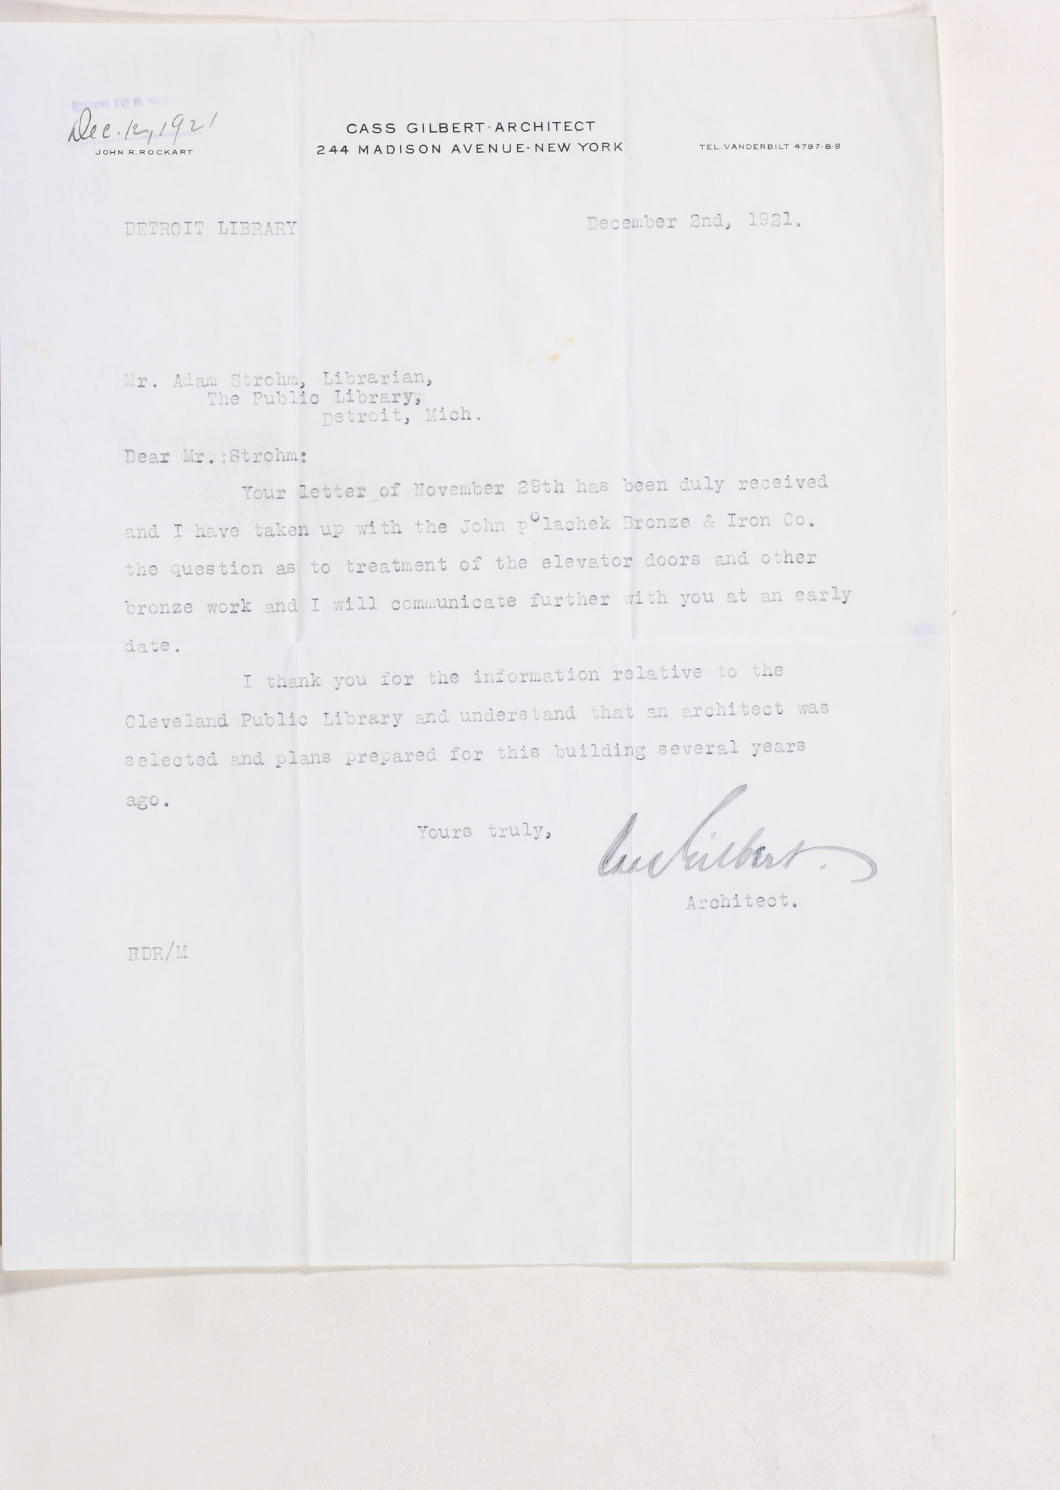 TO B.
Dec. 12, 1921
JOHN R. ROCKART
CASS GILBERT-ARCHITECT
244 MADISON AVENUE-NEW YORK
TEL. VANDERBILT 4797-8-9
DETROIT LIBRARY
December 2nd, 1921.
Mr. Adam Strohm, Librarian,
The Public Library,
Detroit, Mich.
Dear Mr. :Strohm:
Your letter of November 29th has been duly received
and I have taken up with the John polachek Bronze & Iron Co.
the question as to treatment of the elevator doors and other
bronze work and I will communicate further with you at an early
date.
I thank you for the information relative to the
Cleveland Public Library and understand that an architect was
selected and plans prepared for this building several years
ago.
Yours truly,
Cass Gilbert.
Architect.
RDR/M